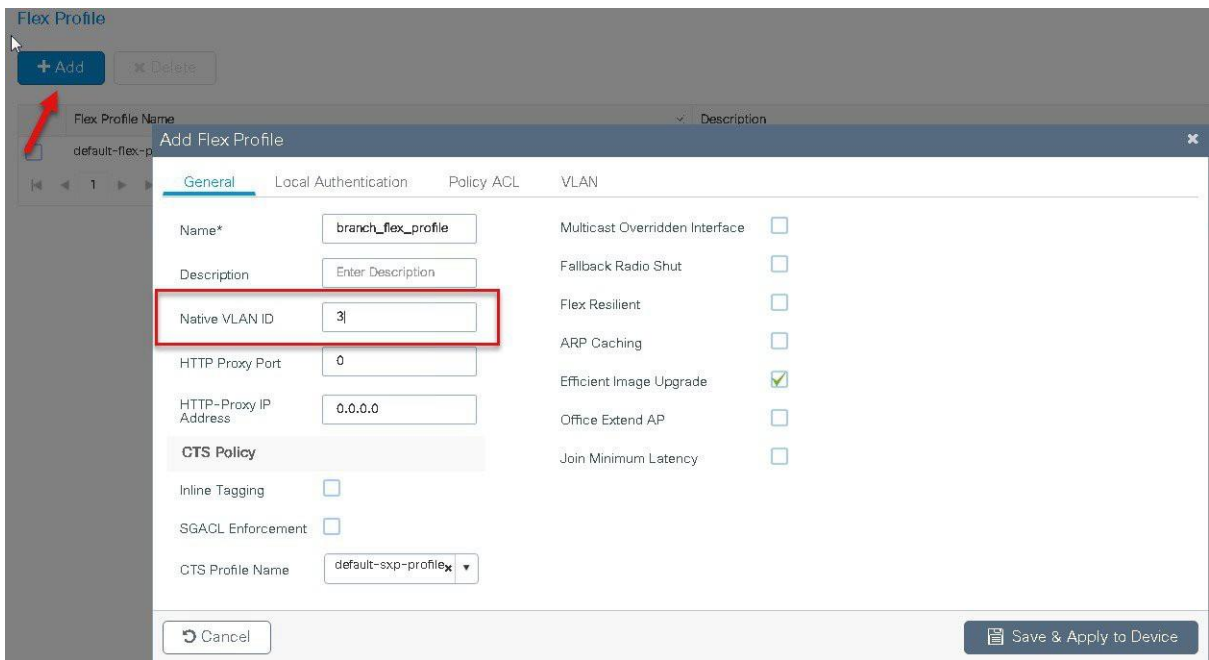 Flex Profile
+ Add
✖ Delete
Flex Profile Name
Description
default-flex-p
1
Add Flex Profile
General
Local Authentication
Policy ACL
VLAN
Name*
branch_flex_profile
Description
Enter Description
Native VLAN ID
3
HTTP Proxy Port
0
HTTP-Proxy IP
Address
0.0.0.0
CTS Policy
Inline Tagging
SGACL Enforcement
CTS Profile Name
default-sxp-profile
Multicast Overridden Interface
Fallback Radio Shut
Flex Resilient
ARP Caching
Efficient Image Upgrade
Office Extend AP
Join Minimum Latency
Cancel
Save & Apply to Device